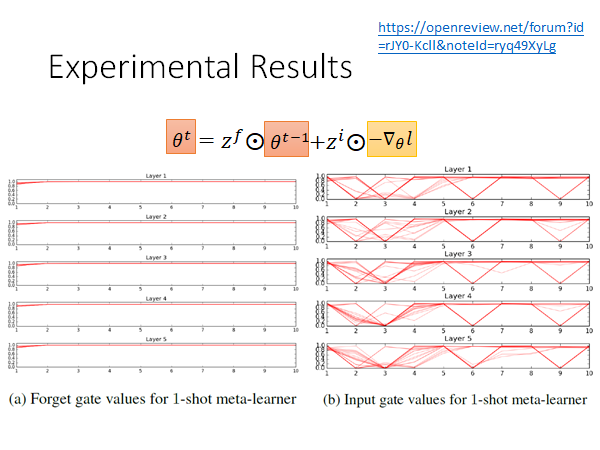 https://openreview.net/forum?id
=rJY0-Kcll&noteId=ryq49XyLg
Experimental Results
θᵗ = zᶠ⊙θᵗ⁻¹+zⁱ⊙−∇θl
Layer 1
1.0
0.8
0.6
0.4
0.2
0.0
1 2 3 4 5 6 7 8 9 10
Layer 2
1.0
0.8
0.6
0.4
0.2
0.0
1 2 3 4 5 6 7 8 9 10
Layer 3
1.0
0.8
0.6
0.4
0.2
0.0
1 2 3 4 5 6 7 8 9 10
Layer 4
1.0
0.8
0.6
0.4
0.2
0.0
1 2 3 4 5 6 7 8 9 10
Layer 5
1.0
0.8
0.6
0.4
0.2
0.0
1 2 3 4 5 6 7 8 9 10
(a) Forget gate values for 1-shot meta-learner
Layer 1
1.0
0.8
0.6
0.4
0.2
0.0
1 2 3 4 5 6 7 8 9 10
Layer 2
1.0
0.8
0.6
0.4
0.2
0.0
1 2 3 4 5 6 7 8 9 10
Layer 3
1.0
0.8
0.6
0.4
0.2
0.0
1 2 3 4 5 6 7 8 9 10
Layer 4
1.0
0.8
0.6
0.4
0.2
0.0
1 2 3 4 5 6 7 8 9 10
Layer 5
1.0
0.8
0.6
0.4
0.2
0.0
1 2 3 4 5 6 7 8 9 10
(b) Input gate values for 1-shot meta-learner